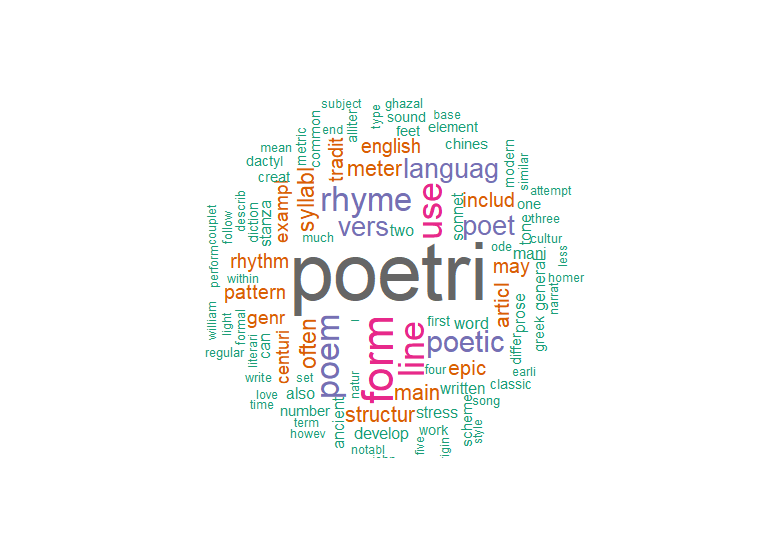 subject
ghazal
type
sound
base
alliter
end
feet
element
common
metric
mean
tradit
english
chines
modern
similar
dactyl
creat
exampl
syllabl
meter
languag
includ
attempt
describ
diction
stanza
rhyme
use
sonnet
one
three
follow
much
vers
two
poet
tone
cultur
performcouplet
rhythm
poetri
ode
mani
may
general
less
homer
within
pattern
articl
narrat
william
light
formal
genr
l
first
word
prose
greek
regular
literari
can
centuri
often
poem
form
line
poetic
differ
earli
write
set
natur
four
epic
classic
love
also
main
written
song
time
number
structur
stress
scheme
style
term
howev
ancient
develop
work
notabl
five